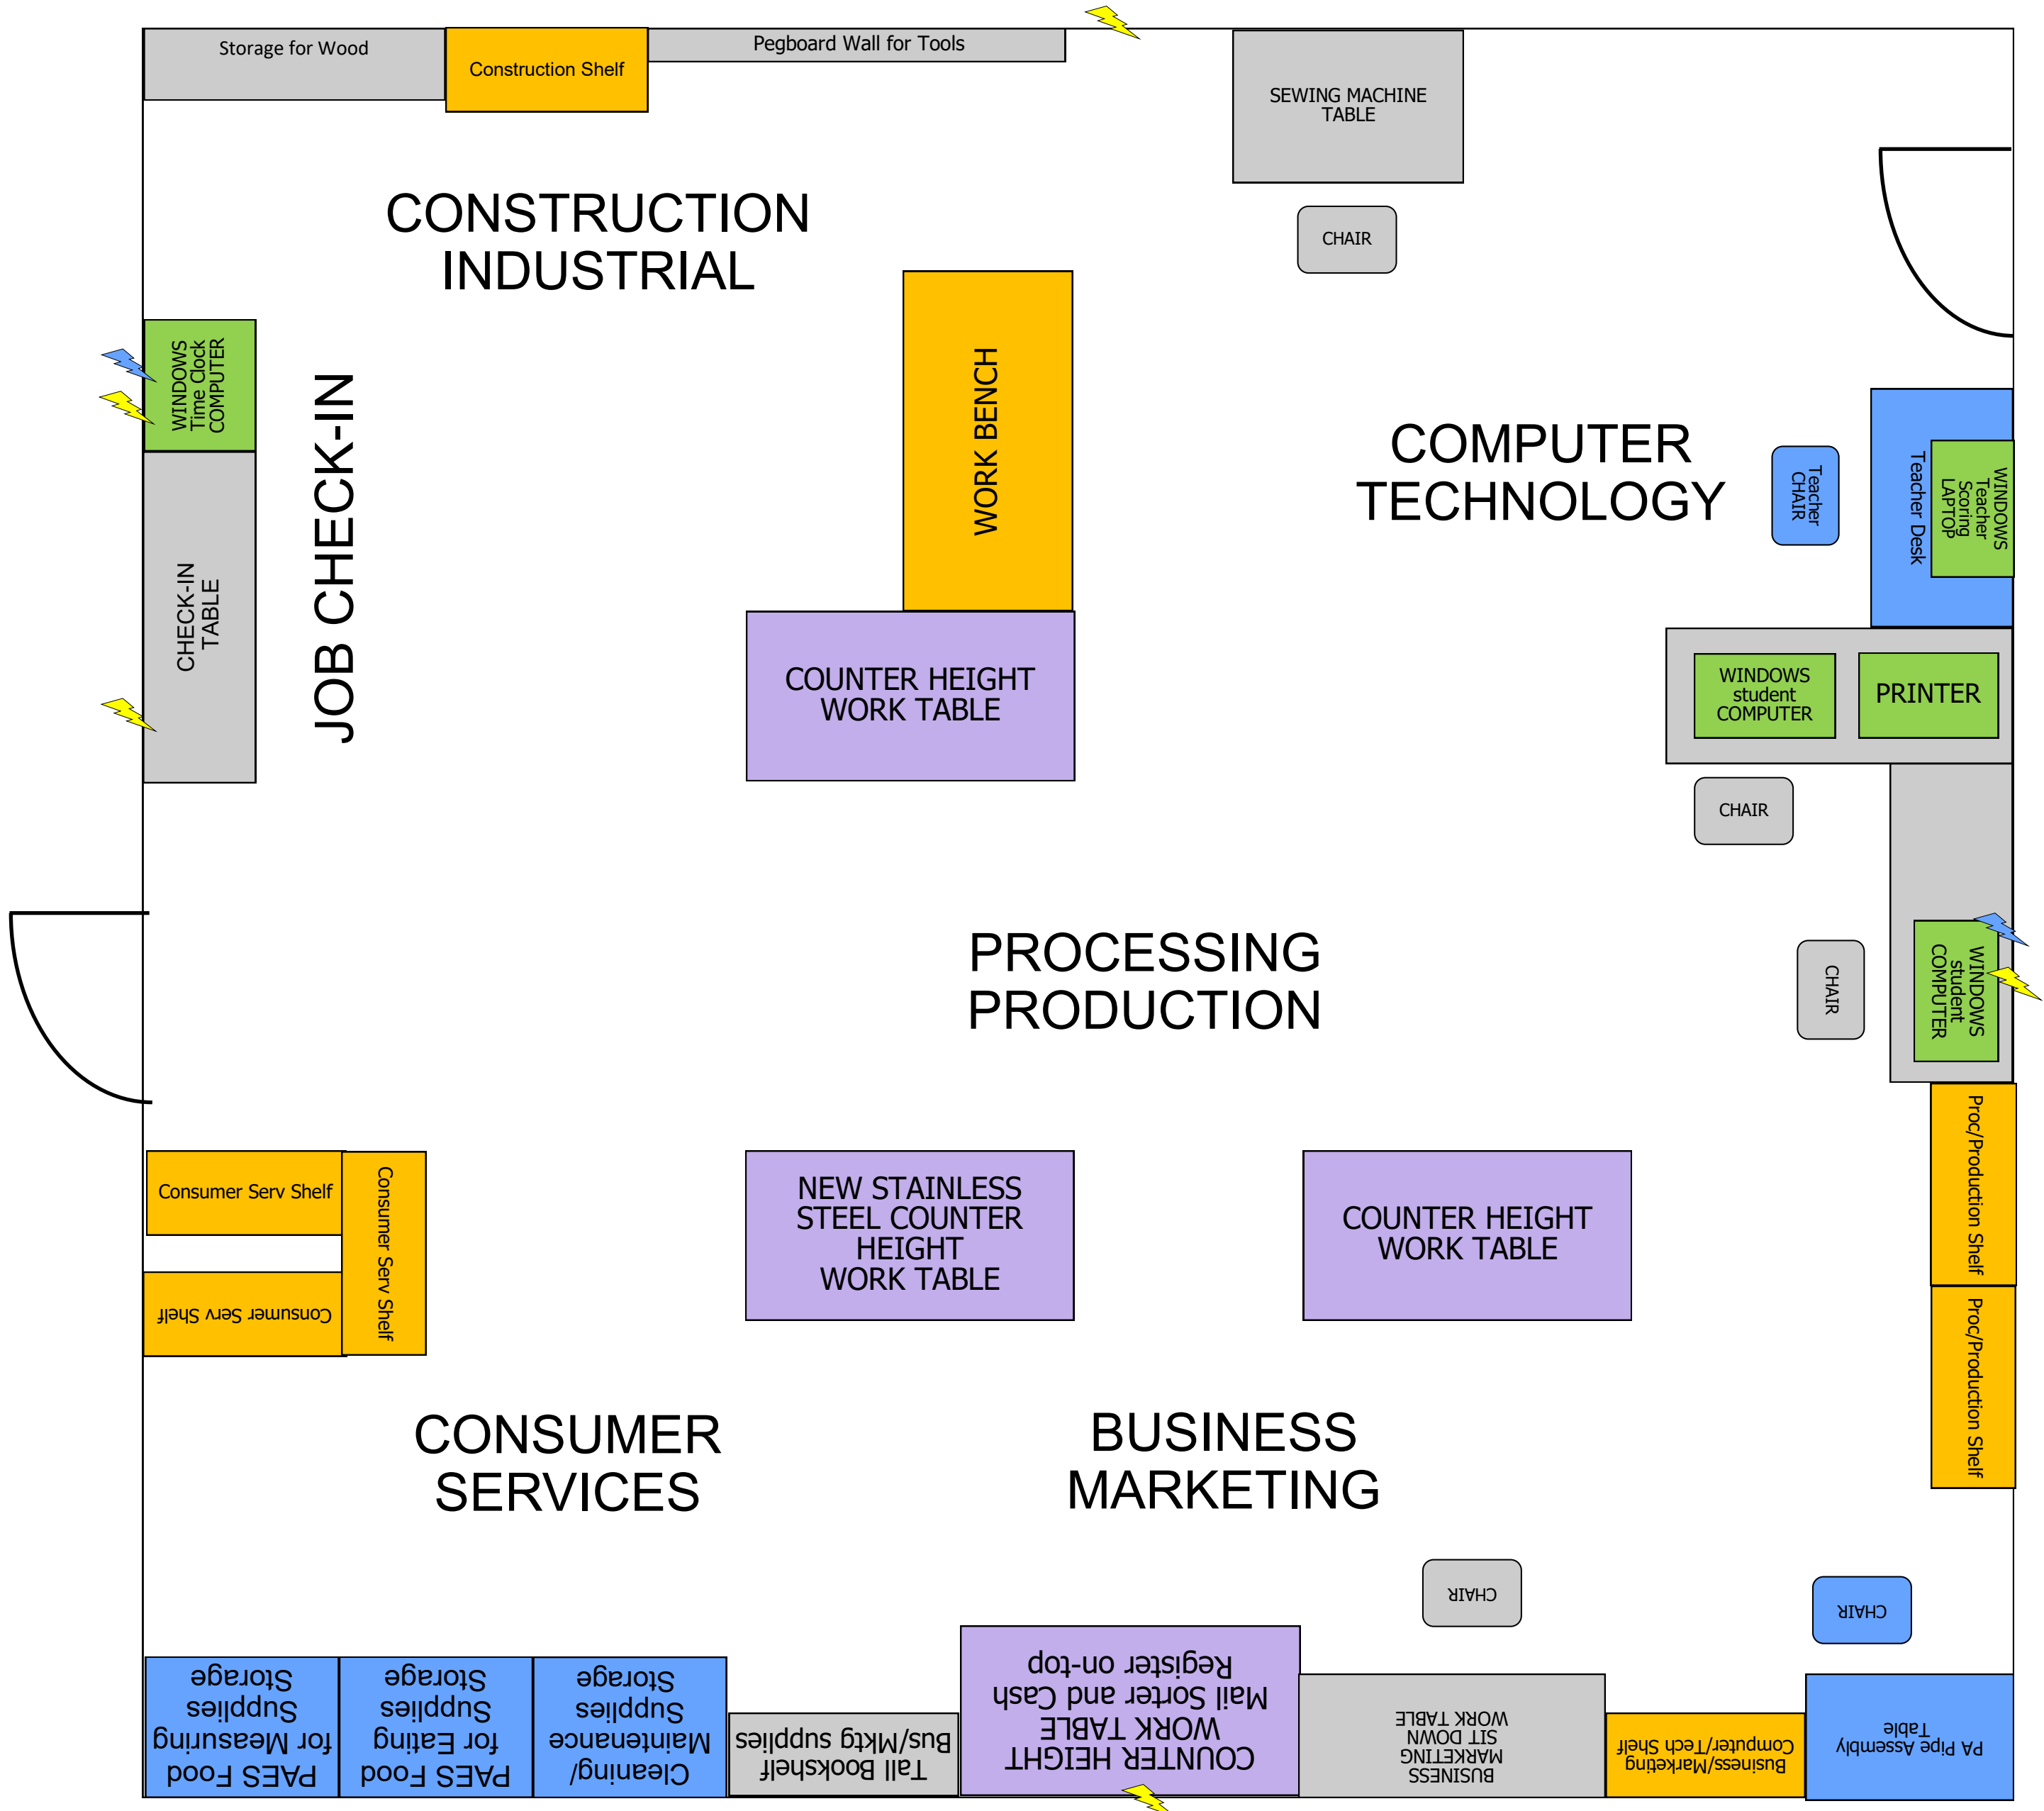 Storage for Wood
Construction Shelf
Pegboard Wall for Tools
SEWING MACHINE
TABLE
CHAIR
CONSTRUCTION
INDUSTRIAL
WINDOWS
Time Clock
COMPUTER
JOB CHECK-IN
CHECK-IN
TABLE
WORK BENCH
COUNTER HEIGHT
WORK TABLE
COMPUTER
TECHNOLOGY
Teacher
CHAIR
Teacher Desk
WINDOWS
Teacher
Scoring
LAPTOP
WINDOWS
student
COMPUTER
PRINTER
CHAIR
CHAIR
WINDOWS
student
COMPUTER
PROCESSING
PRODUCTION
Consumer Serv Shelf
Consumer Serv Shelf
Consumer Serv Shelf
NEW STAINLESS
STEEL COUNTER
HEIGHT
WORK TABLE
COUNTER HEIGHT
WORK TABLE
Proc/Production Shelf
Proc/Production Shelf
CONSUMER
SERVICES
BUSINESS
MARKETING
CHAIR
CHAIR
PAES Food
for Measuring
Supplies
Storage
PAES Food
for Eating
Supplies
Storage
Cleaning/
Maintenance
Supplies
Storage
Tall Bookshelf
Bus/Mktg supplies
COUNTER HEIGHT
WORK TABLE
Mail Sorter and Cash
Register on-top
BUSINESS
MARKETING
SIT DOWN
WORK TABLE
Business/Marketing
Computer/Tech Shelf
PA Pipe Assembly
Table